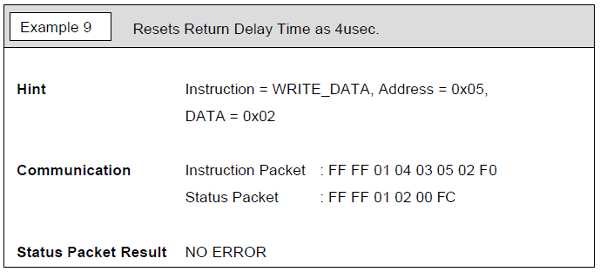 Example 9 Resets Return Delay Time as 4usec.
Hint Instruction = WRITE_DATA, Address = 0x05,
DATA = 0x02
Communication Instruction Packet : FF FF 01 04 03 05 02 F0
Status Packet : FF FF 01 02 00 FC
Status Packet Result NO ERROR